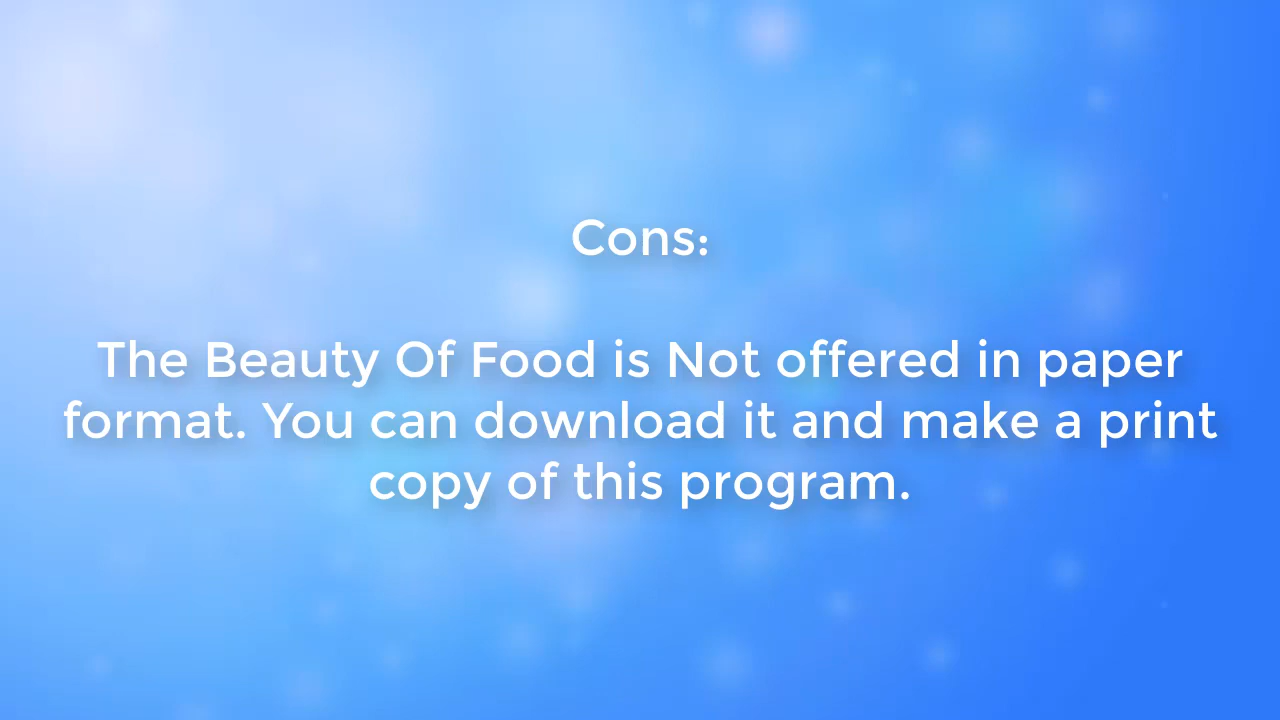 Cons:
The Beauty Of Food is Not offered in paper
format. You can download it and make a print
copy of this program.